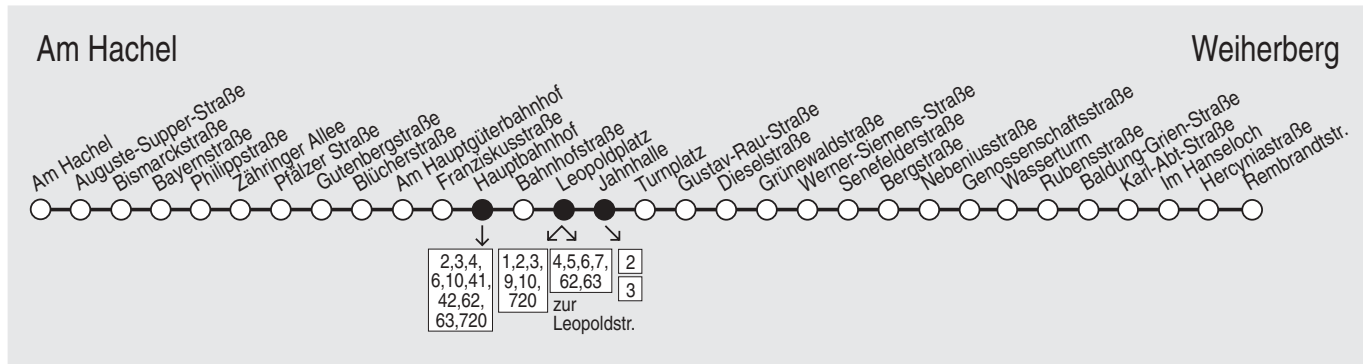 Am Hachel
Weiherberg
Am Hachel
Auguste-Supper-Straße
Bismarckstraße
Bayernstraße
Philippstraße
Zähringer Allee
Pfälzer Straße
Gutenbergstraße
Blücherstraße
Am Hauptgüterbahnhof
Franziskusstraße
Hauptbahnhof
Bahnhofstraße
Leopoldplatz
Jahnhalle
Turnplatz
Gustav-Rau-Straße
Dieselstraße
Grünewaldstraße
Werner-Siemens-Straße
Senefelderstraße
Bergstraße
Nebeniusstraße
Genossenschaftsstraße
Wasserturm
Rubensstraße
Baldung-Grien-Straße
Karl-Abt-Straße
Im Hanseloch
Hercyniastraße
Rembrandtstr.
2,3,4,
6,10,41,
42,62,
63,720
1,2,3,
9,10,
720
4,5,6,7,
62,63
zur
Leopoldstr.
2
3